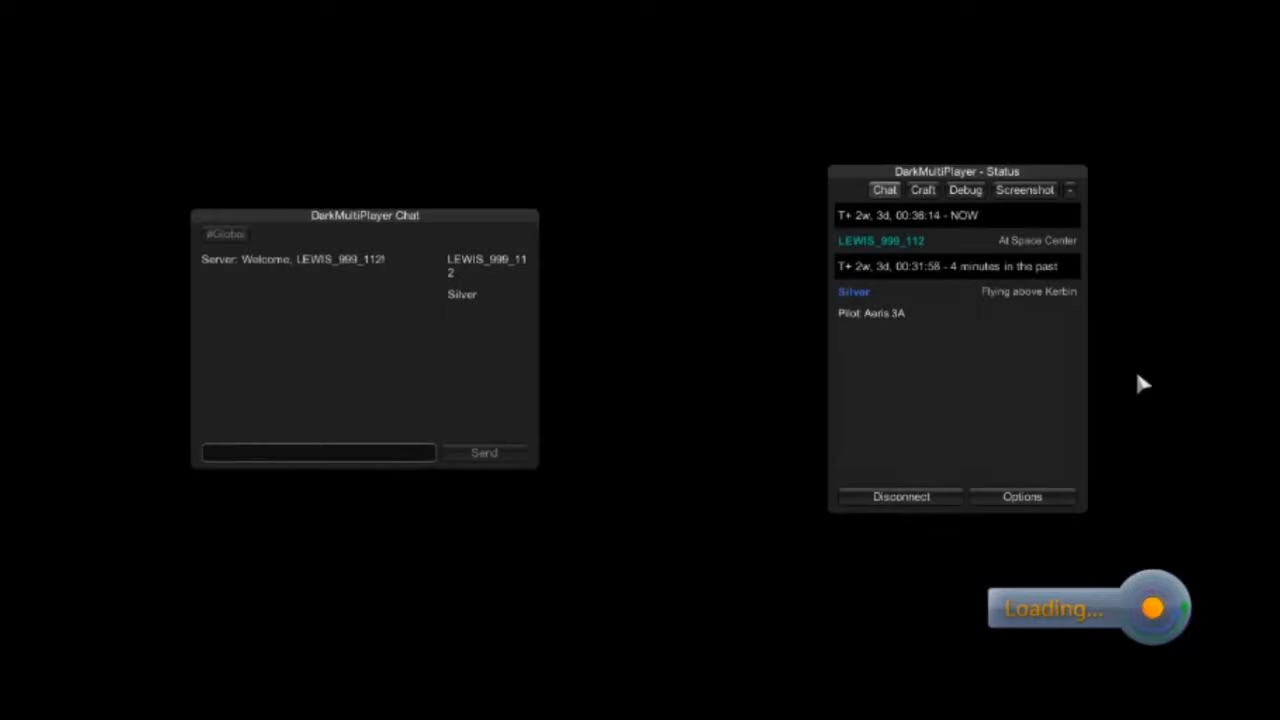 DarkMultiPlayer Chat
#Global
Server: Welcome, LEWIS_999_112!
LEWIS_999_11
2
Silver
Send
DarkMultiPlayer - Status
Chat Craft Debug Screenshot -
T+ 2w, 3d, 00:36:14 - NOW
LEWIS_999_112 At Space Center
T+ 2w, 3d, 00:31:58 - 4 minutes in the past
Silver Flying above Kerbin
Pilot: Aeris 3A
Disconnect Options
Loading...